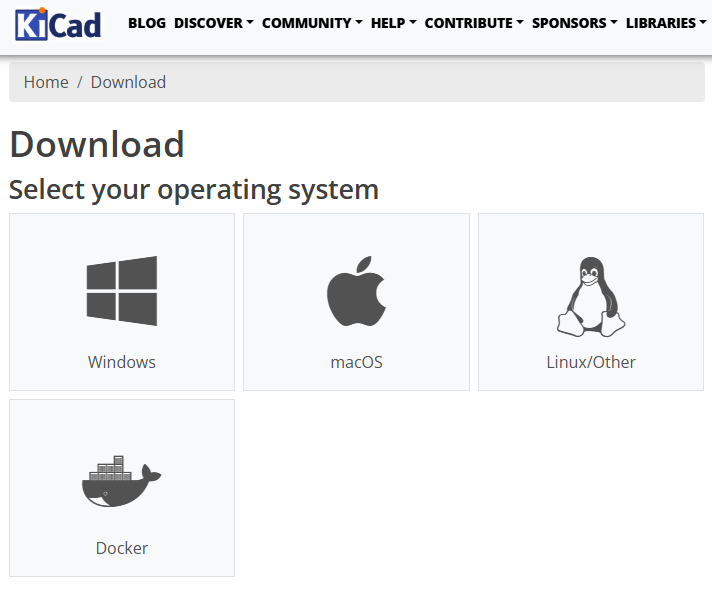 KiCad BLOG DISCOVER COMMUNITY HELP CONTRIBUTE SPONSORS LIBRARIES
Home / Download
Download
Select your operating system
Windows macOS Linux/Other
Docker